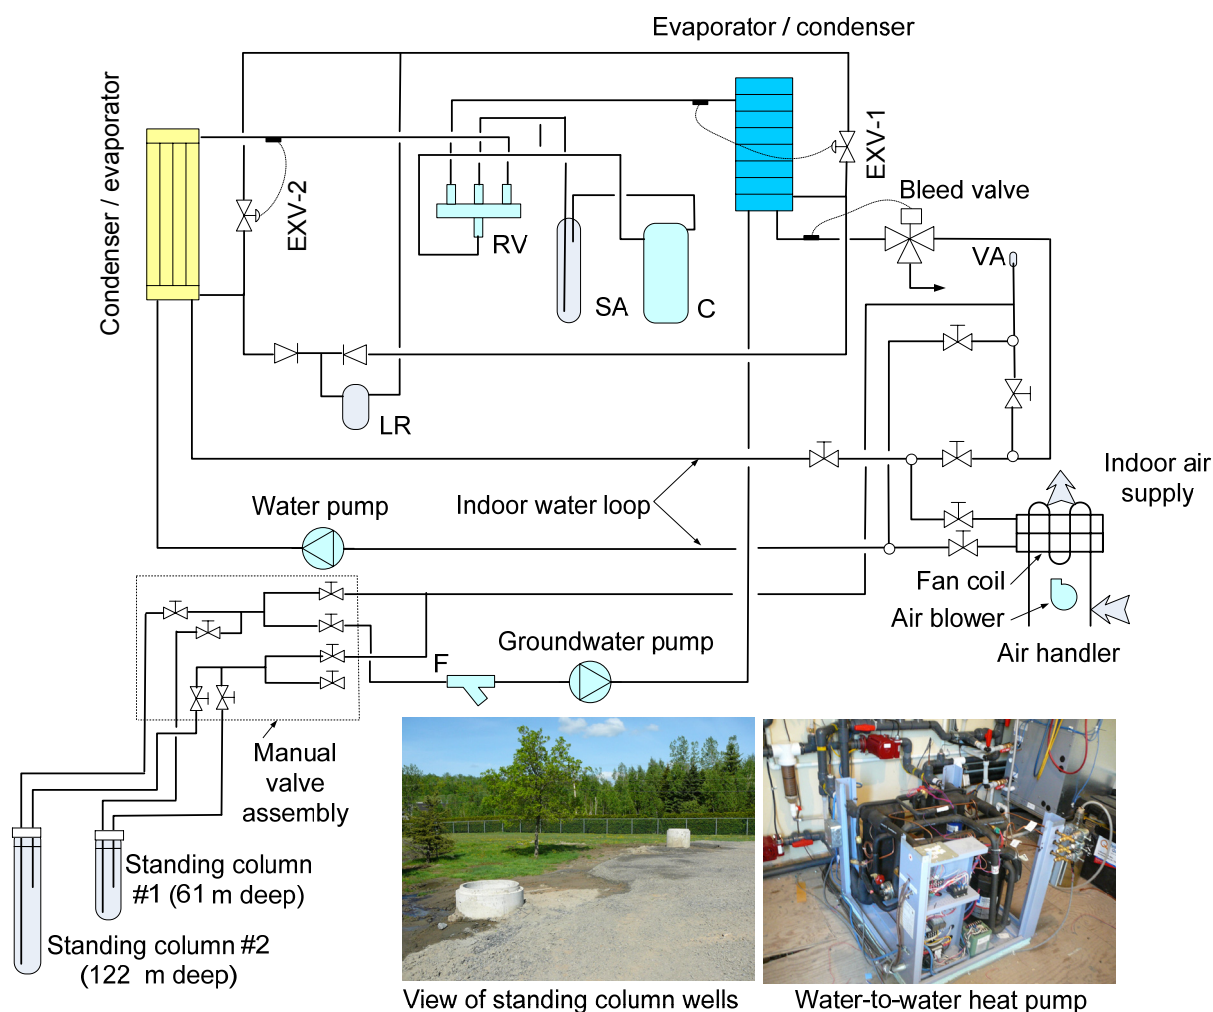 Evaporator / condenser
Condenser / evaporator
EXV-2
EXV-1
I
Bleed valve
RV
SA
C
VA
LR
Indoor air
supply
Water pump
Indoor water loop
Fan coil
Air blower
Air handler
Groundwater pump
F
Manual
valve
assembly
Standing column
#1 (61 m deep)
Standing column #2
(122 m deep)
View of standing column wells
Water-to-water heat pump